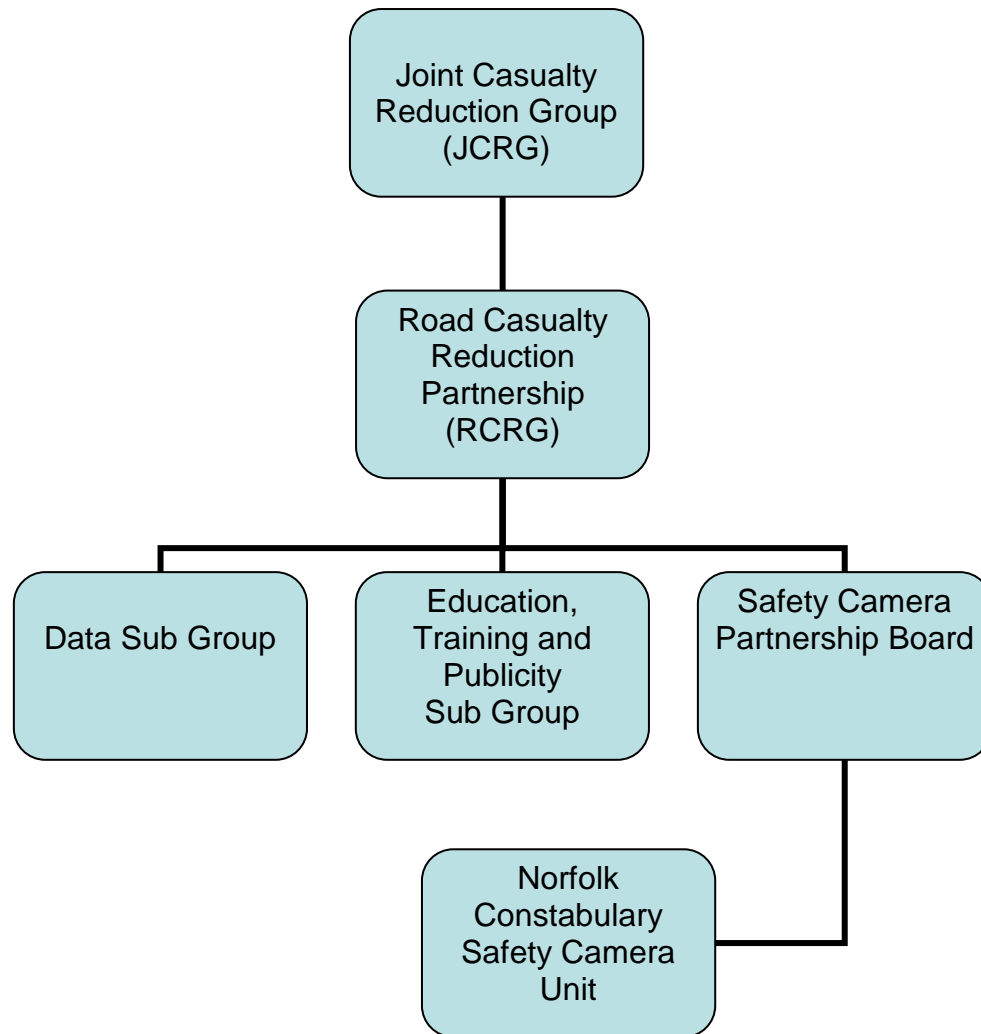 Joint Casualty
Reduction Group
(JCRG)
Road Casualty
Reduction
Partnership
(RCRG)
Data Sub Group
Education,
Training and
Publicity
Sub Group
Safety Camera
Partnership Board
Norfolk
Constabulary
Safety Camera
Unit